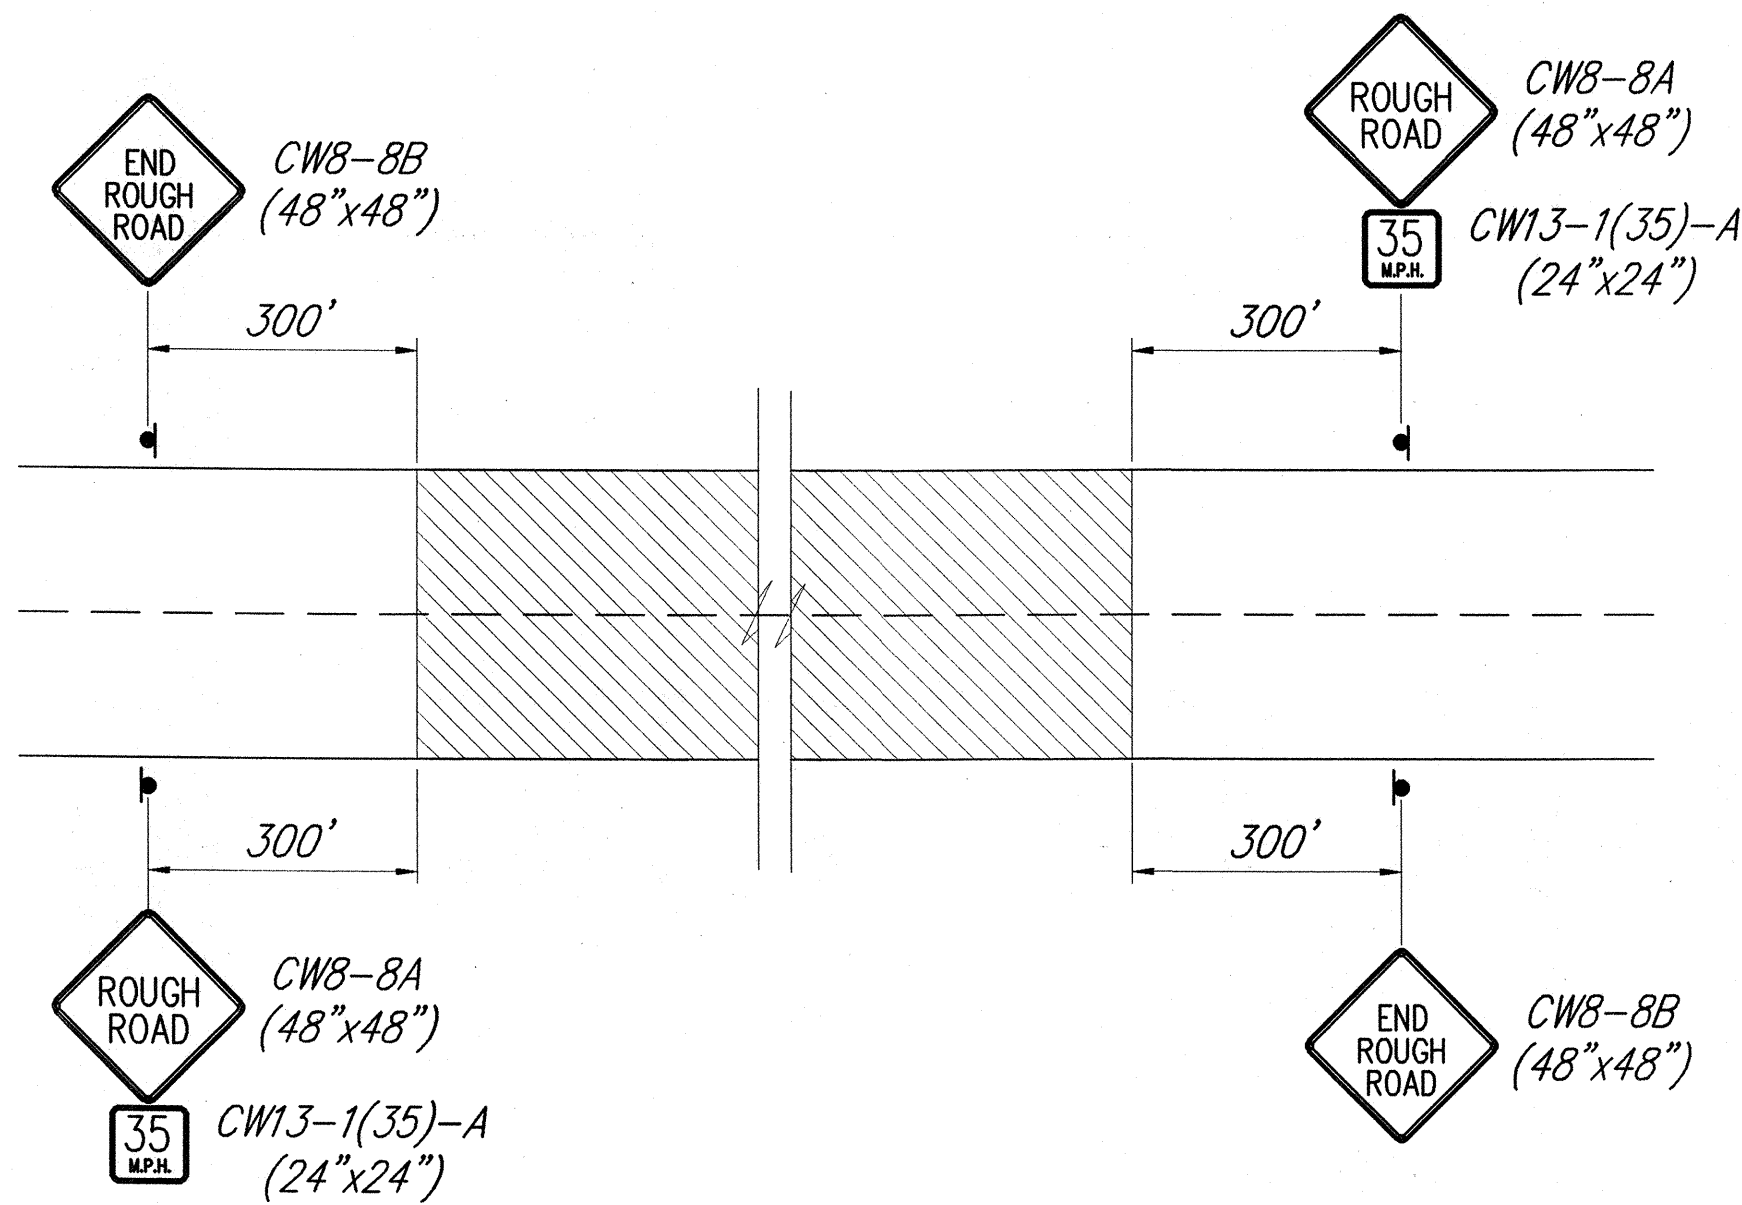 END
ROUGH
ROAD
CW8-8B
(48”x48”)
ROUGH
ROAD
CW8-8A
(48”x48”)
35
M.P.H.
CW13-1(35)-A
(24”x24”)
300’
300’
300’
300’
ROUGH
ROAD
CW8-8A
(48”x48”)
35
M.P.H.
CW13-1(35)-A
(24”x24”)
END
ROUGH
ROAD
CW8-8B
(48”x48”)